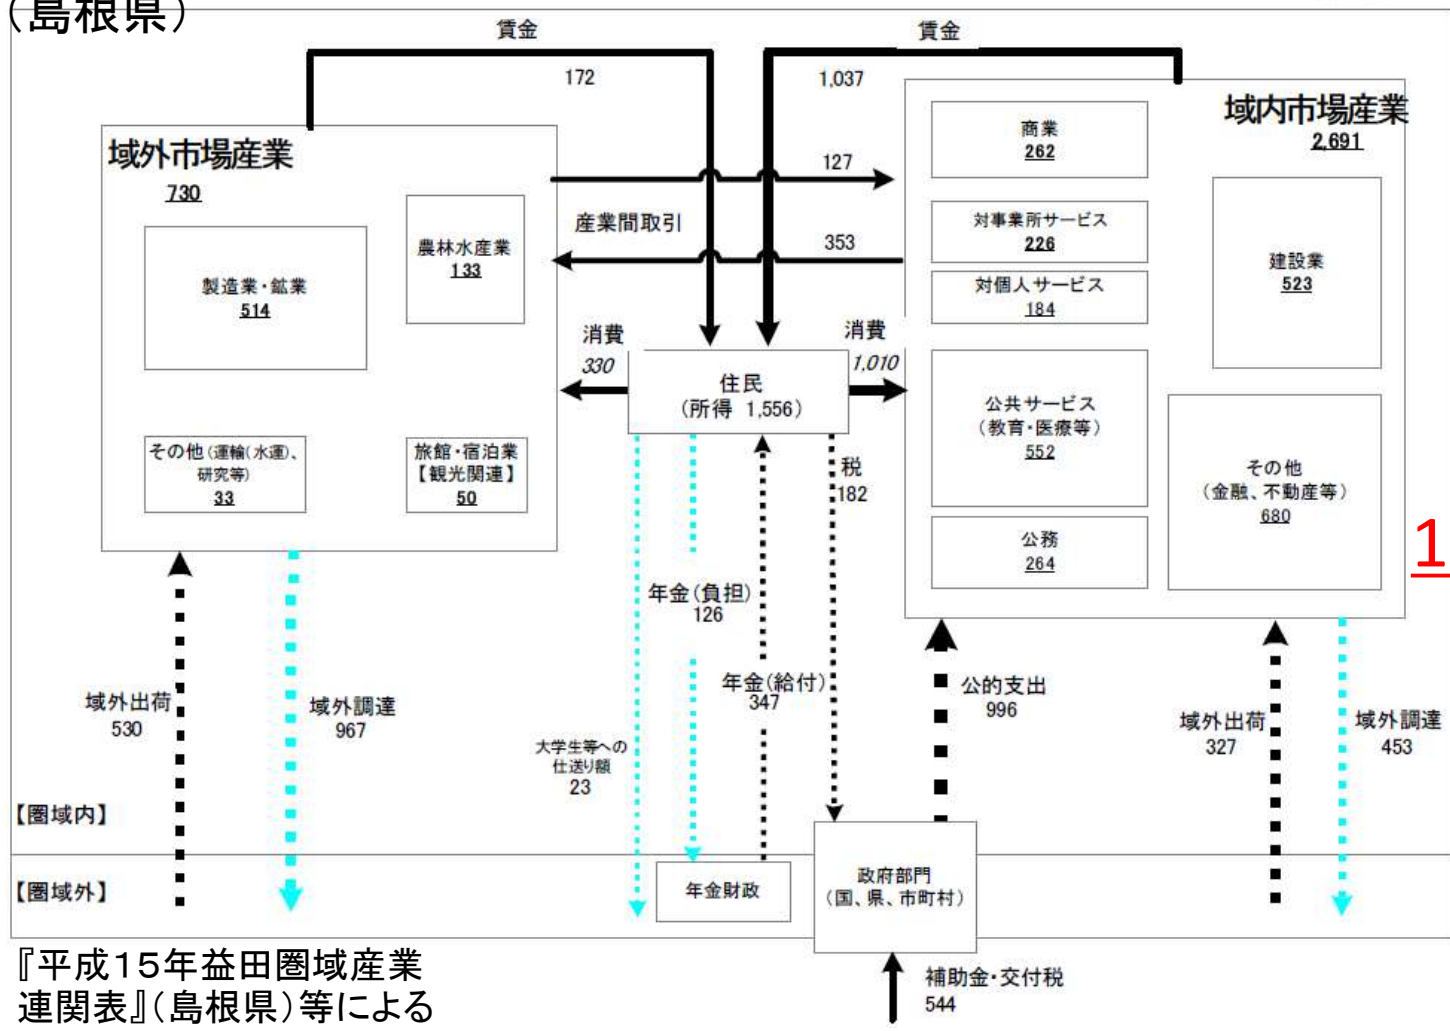 (島根県)
賃金
172
賃金
1,037
域外市場産業
730
製造業・鉱業
514
農林水産業
133
その他(運輸(水運)、
研究等)
33
旅館・宿泊業
【観光関連】
50
127
産業間取引
353
域内市場産業
2,691
商業
262
対事業所サービス
226
対個人サービス
184
建設業
523
公共サービス
(教育・医療等)
552
その他
(金融、不動産等)
680
公務
264
1
消費
330
住民
(所得 1,556)
消費
1,010
税
182
年金(負担)
126
年金(給付)
347
大学生等への
仕送り額
23
域外出荷
530
域外調達
967
公的支出
996
域外出荷
327
域外調達
453
【圏域内】
【圏域外】
年金財政
政府部門
(国、県、市町村)
補助金・交付税
544
『平成15年益田圏域産業
連関表』(島根県)等による